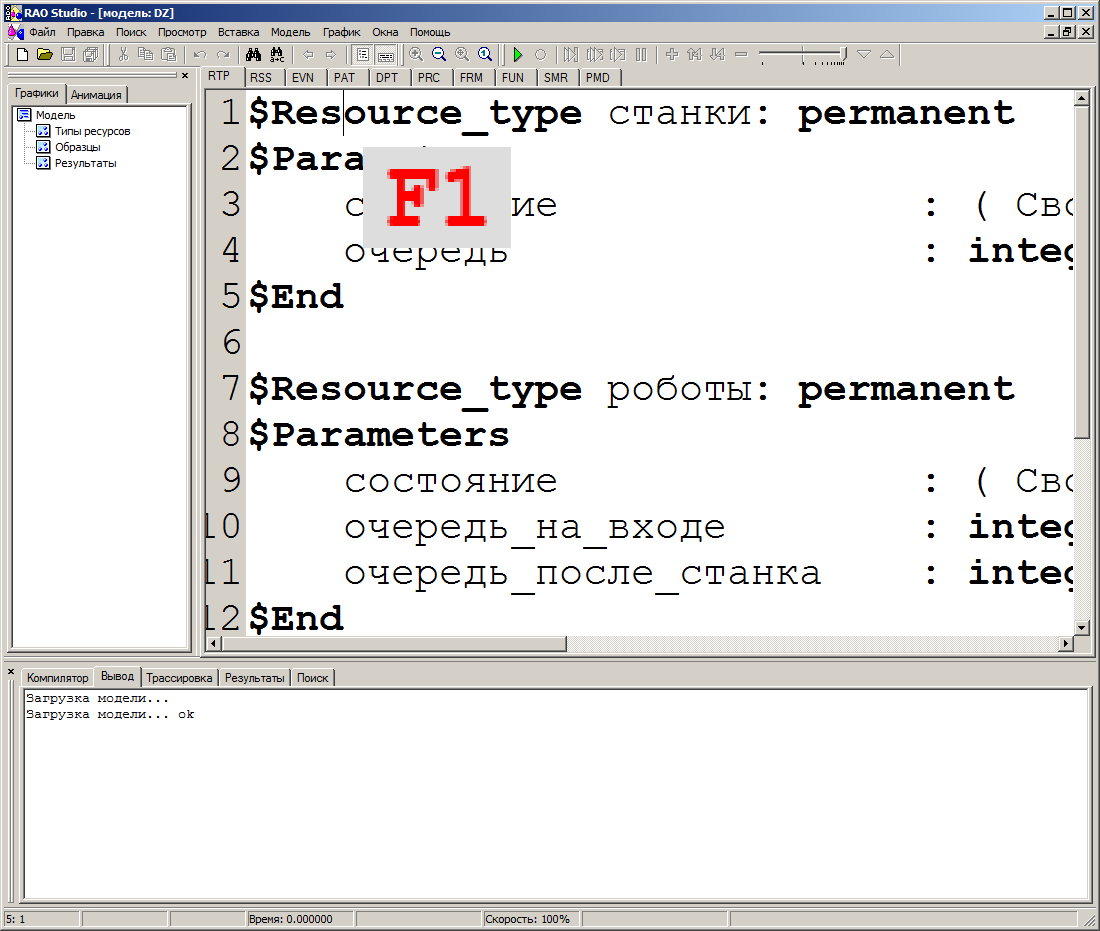 RAO Studio - [модель: DZ]
Файл Правка Поиск Просмотр Вставка Модель График Окна Помощь
Графики Анимация
Модель
Типы ресурсов
Образцы
Результаты
RTP RSS EVN PAT DPT PRC FRM FUN SMR PMD
1 $Resource_type станки: permanent
2 $Para
F1
3 с ие : ( Сво
4 очередь : integ
5 $End
6
7 $Resource_type роботы: permanent
8 $Parameters
9 состояние : ( Сво
10 очередь_на_входе : integ
11 очередь_после_станка : integ
12 $End
Компилятор Вывод Трассировка Результаты Поиск
Загрузка модели...
Загрузка модели... ok
5: 1 Время: 0.000000 Скорость: 100%